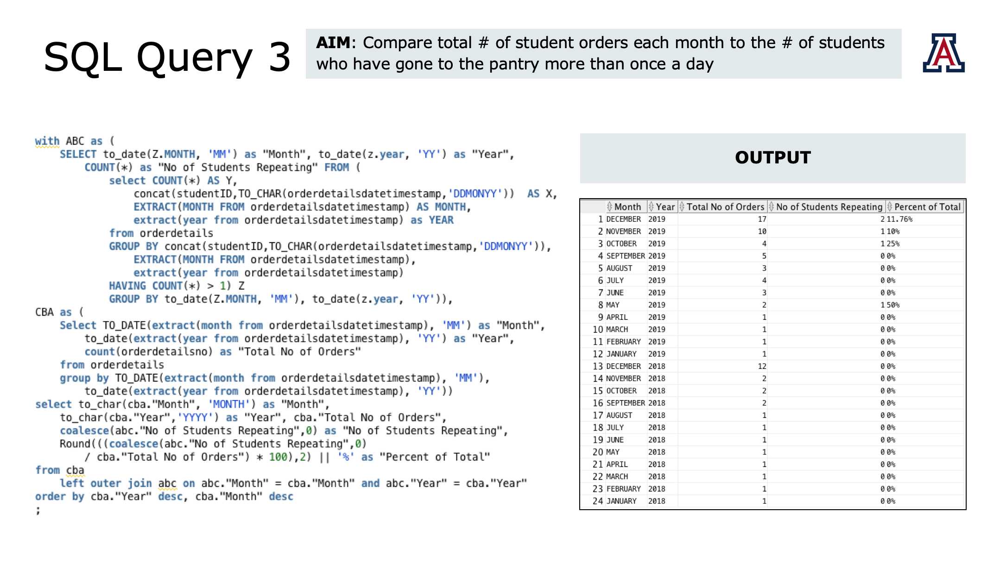 SQL Query 3
AIM: Compare total # of student orders each month to the # of students
who have gone to the pantry more than once a day
A
with ABC as (
    SELECT to_date(Z.MONTH, 'MM') as "Month", to_date(z.year, 'YY') as "Year",
        COUNT(*) as "No of Students Repeating" FROM (
            select COUNT(*) AS Y,
                concat(studentID,TO_CHAR(orderdetailsdatetimestamp,'DDMONYY'))  AS X,
                EXTRACT(MONTH FROM orderdetailsdatetimestamp) AS MONTH,
                extract(year from orderdetailsdatetimestamp) as YEAR
            from orderdetails
            GROUP BY concat(studentID,TO_CHAR(orderdetailsdatetimestamp,'DDMONYY')),
                EXTRACT(MONTH FROM orderdetailsdatetimestamp),
                extract(year from orderdetailsdatetimestamp)
            HAVING COUNT(*) > 1) Z
            GROUP BY to_date(Z.MONTH, 'MM'), to_date(z.year, 'YY')),
CBA as (
    Select TO_DATE(extract(month from orderdetailsdatetimestamp), 'MM') as "Month",
        to_date(extract(year from orderdetailsdatetimestamp), 'YY') as "Year",
        count(orderdetailsno) as "Total No of Orders"
    from orderdetails
    group by TO_DATE(extract(month from orderdetailsdatetimestamp), 'MM'),
        to_date(extract(year from orderdetailsdatetimestamp), 'YY'))
select to_char(cba."Month", 'MONTH') as "Month",
    to_char(cba."Year",'YYYY') as "Year", cba."Total No of Orders",
    coalesce(abc."No of Students Repeating",0) as "No of Students Repeating",
    Round(((coalesce(abc."No of Students Repeating",0)
        / cba."Total No of Orders") * 100),2) || '%' as "Percent of Total"
from cba
    left outer join abc on abc."Month" = cba."Month" and abc."Year" = cba."Year"
order by cba."Year" desc, cba."Month" desc
;
OUTPUT
Month Year Total No of Orders No of Students Repeating Percent of Total
1 DECEMBER 2019 17 2 11.76%
2 NOVEMBER 2019 10 1 10%
3 OCTOBER 2019 4 1 25%
4 SEPTEMBER 2019 5 0 0%
5 AUGUST 2019 3 0 0%
6 JULY 2019 4 0 0%
7 JUNE 2019 3 0 0%
8 MAY 2019 2 1 50%
9 APRIL 2019 1 0 0%
10 MARCH 2019 1 0 0%
11 FEBRUARY 2019 1 0 0%
12 JANUARY 2019 1 0 0%
13 DECEMBER 2018 12 0 0%
14 NOVEMBER 2018 2 0 0%
15 OCTOBER 2018 2 0 0%
16 SEPTEMBER 2018 2 0 0%
17 AUGUST 2018 1 0 0%
18 JULY 2018 1 0 0%
19 JUNE 2018 1 0 0%
20 MAY 2018 1 0 0%
21 APRIL 2018 1 0 0%
22 MARCH 2018 1 0 0%
23 FEBRUARY 2018 1 0 0%
24 JANUARY 2018 1 0 0%